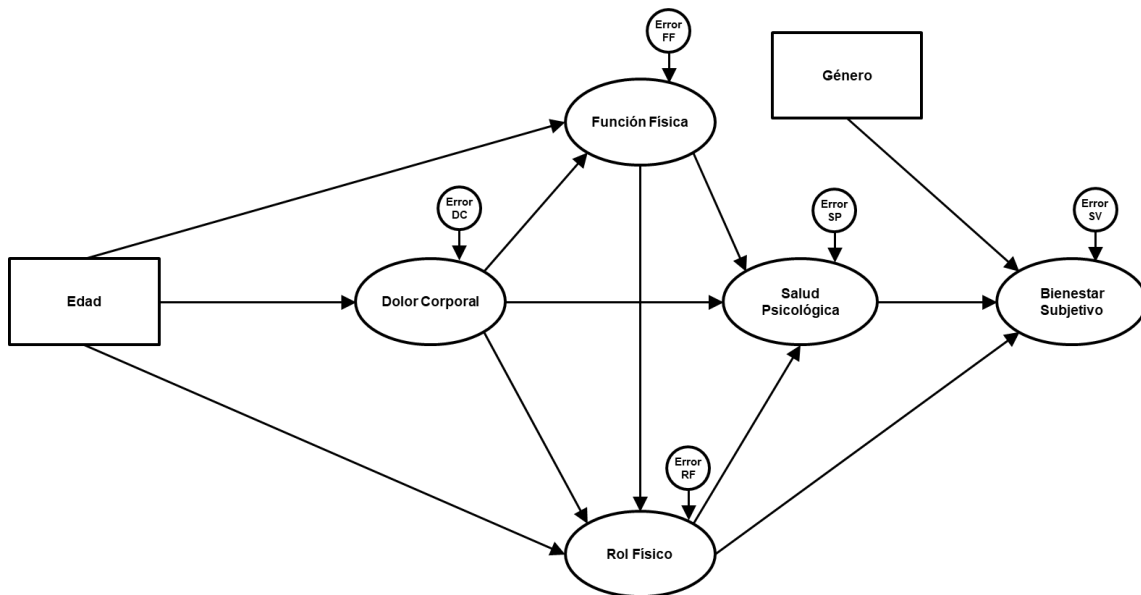 Error
FF
Género
Función Física
Error
DC
Error
SP
Error
SV
Edad
Dolor Corporal
Salud
Psicológica
Bienestar
Subjetivo
Error
RF
Rol Físico